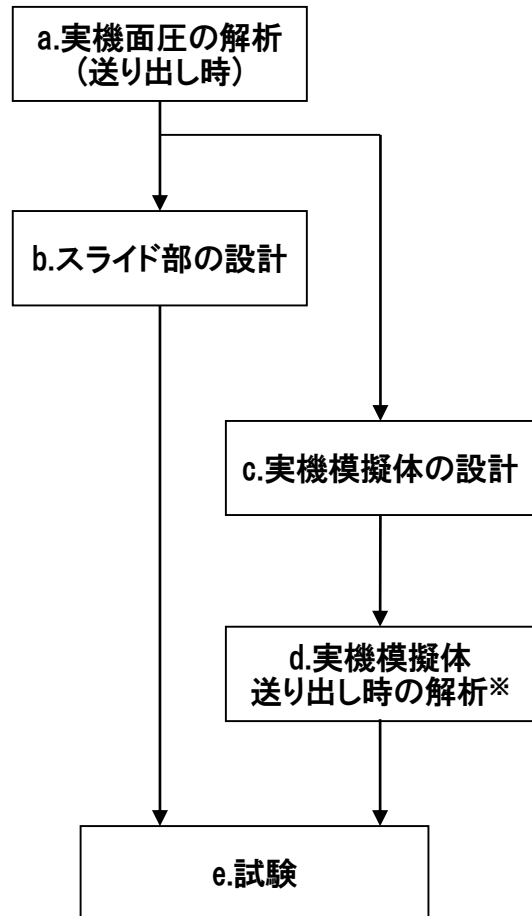 a.実機面圧の解析
(送り出し時)
b.スライド部の設計
c.実機模擬体の設計
d.実機模擬体
送り出し時の解析※
e.試験